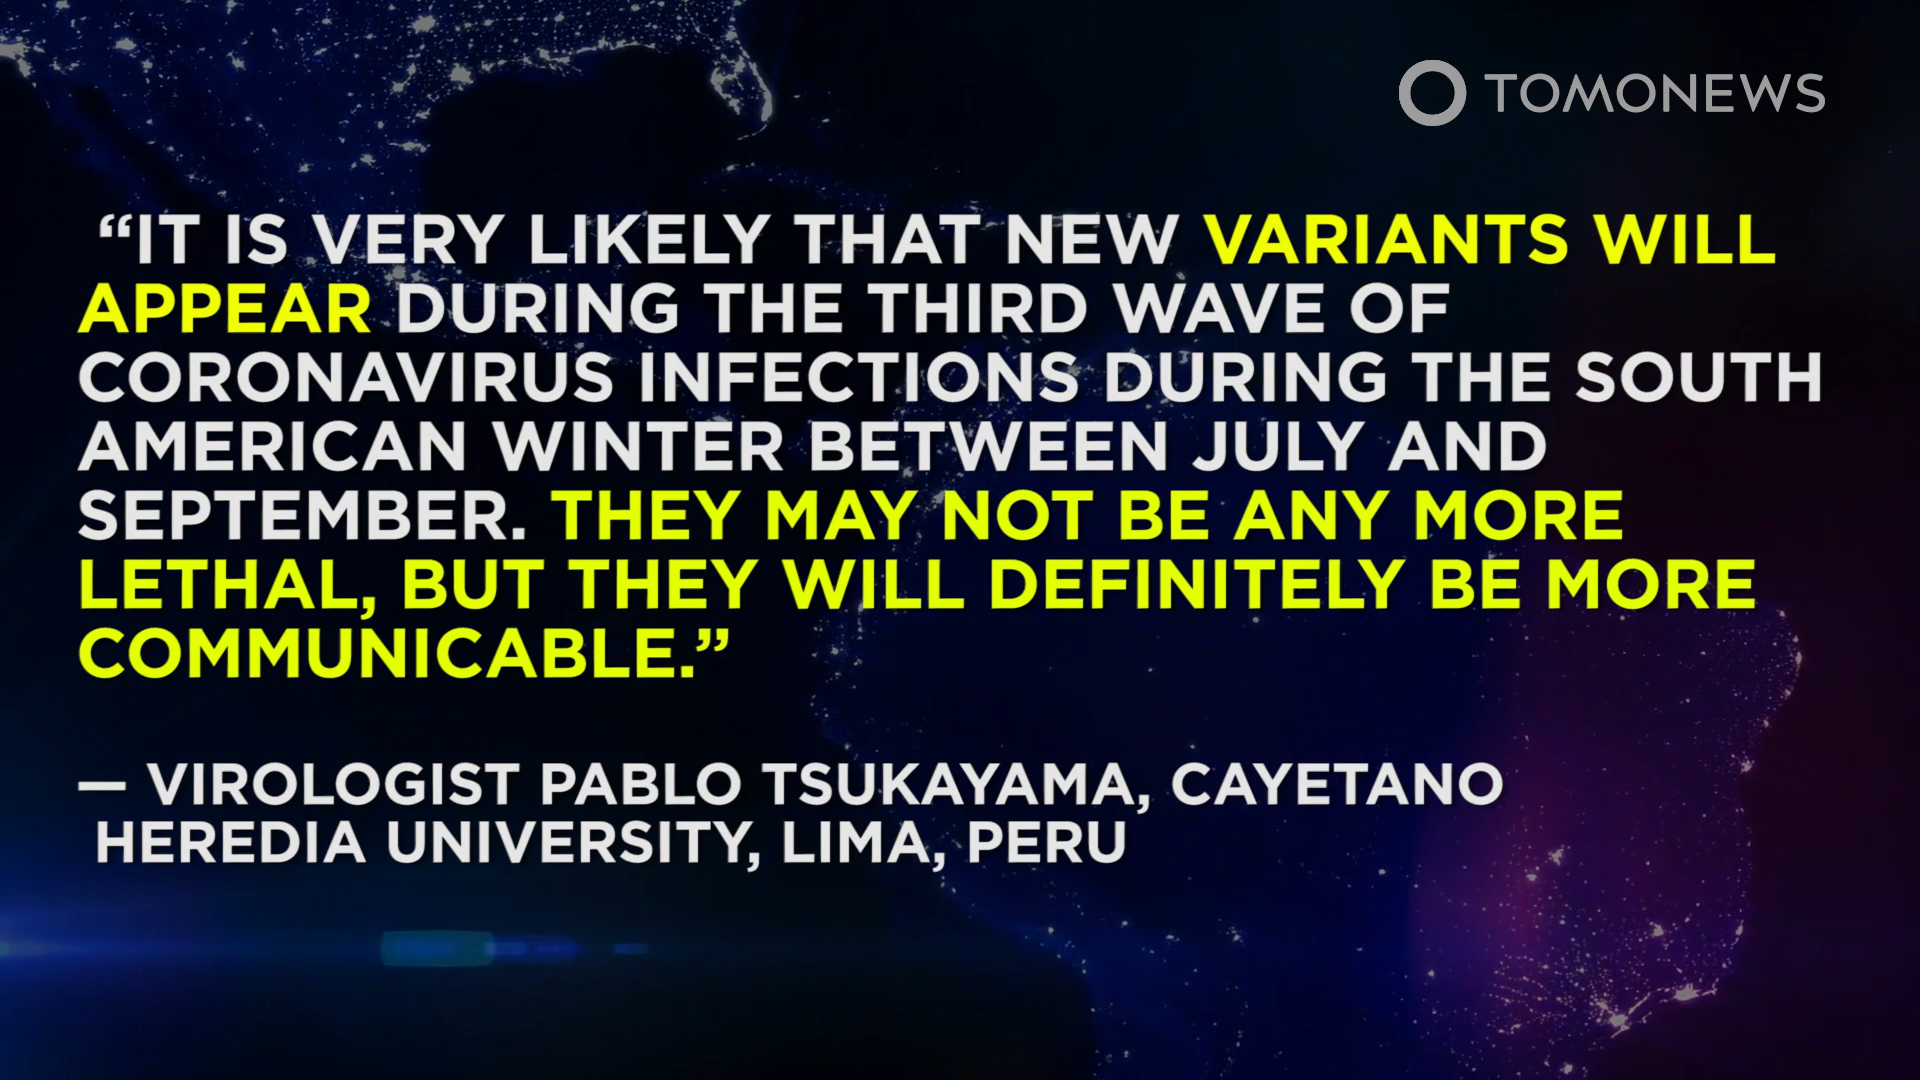 TOMONEWS
“IT IS VERY LIKELY THAT NEW VARIANTS WILL
APPEAR DURING THE THIRD WAVE OF
CORONAVIRUS INFECTIONS DURING THE SOUTH
AMERICAN WINTER BETWEEN JULY AND
SEPTEMBER. THEY MAY NOT BE ANY MORE
LETHAL, BUT THEY WILL DEFINITELY BE MORE
COMMUNICABLE.”
— VIROLOGIST PABLO TSUKAYAMA, CAYETANO
HEREDIA UNIVERSITY, LIMA, PERU